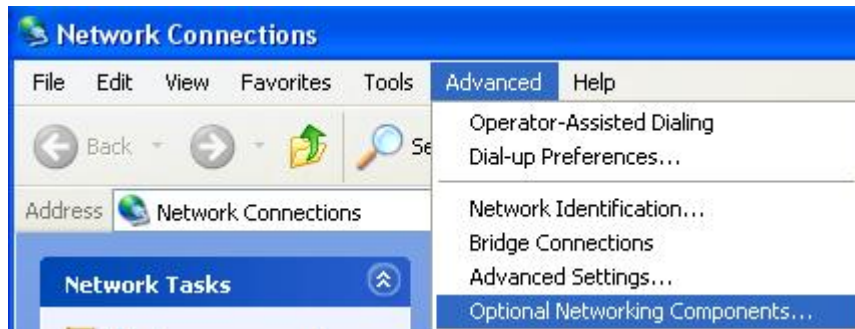 Network Connections
File Edit View Favorites Tools Advanced Help
Operator-Assisted Dialing
Back
Dial-up Preferences...
Address Network Connections
Network Identification...
Bridge Connections
Network Tasks
Advanced Settings...
Optional Networking Components...